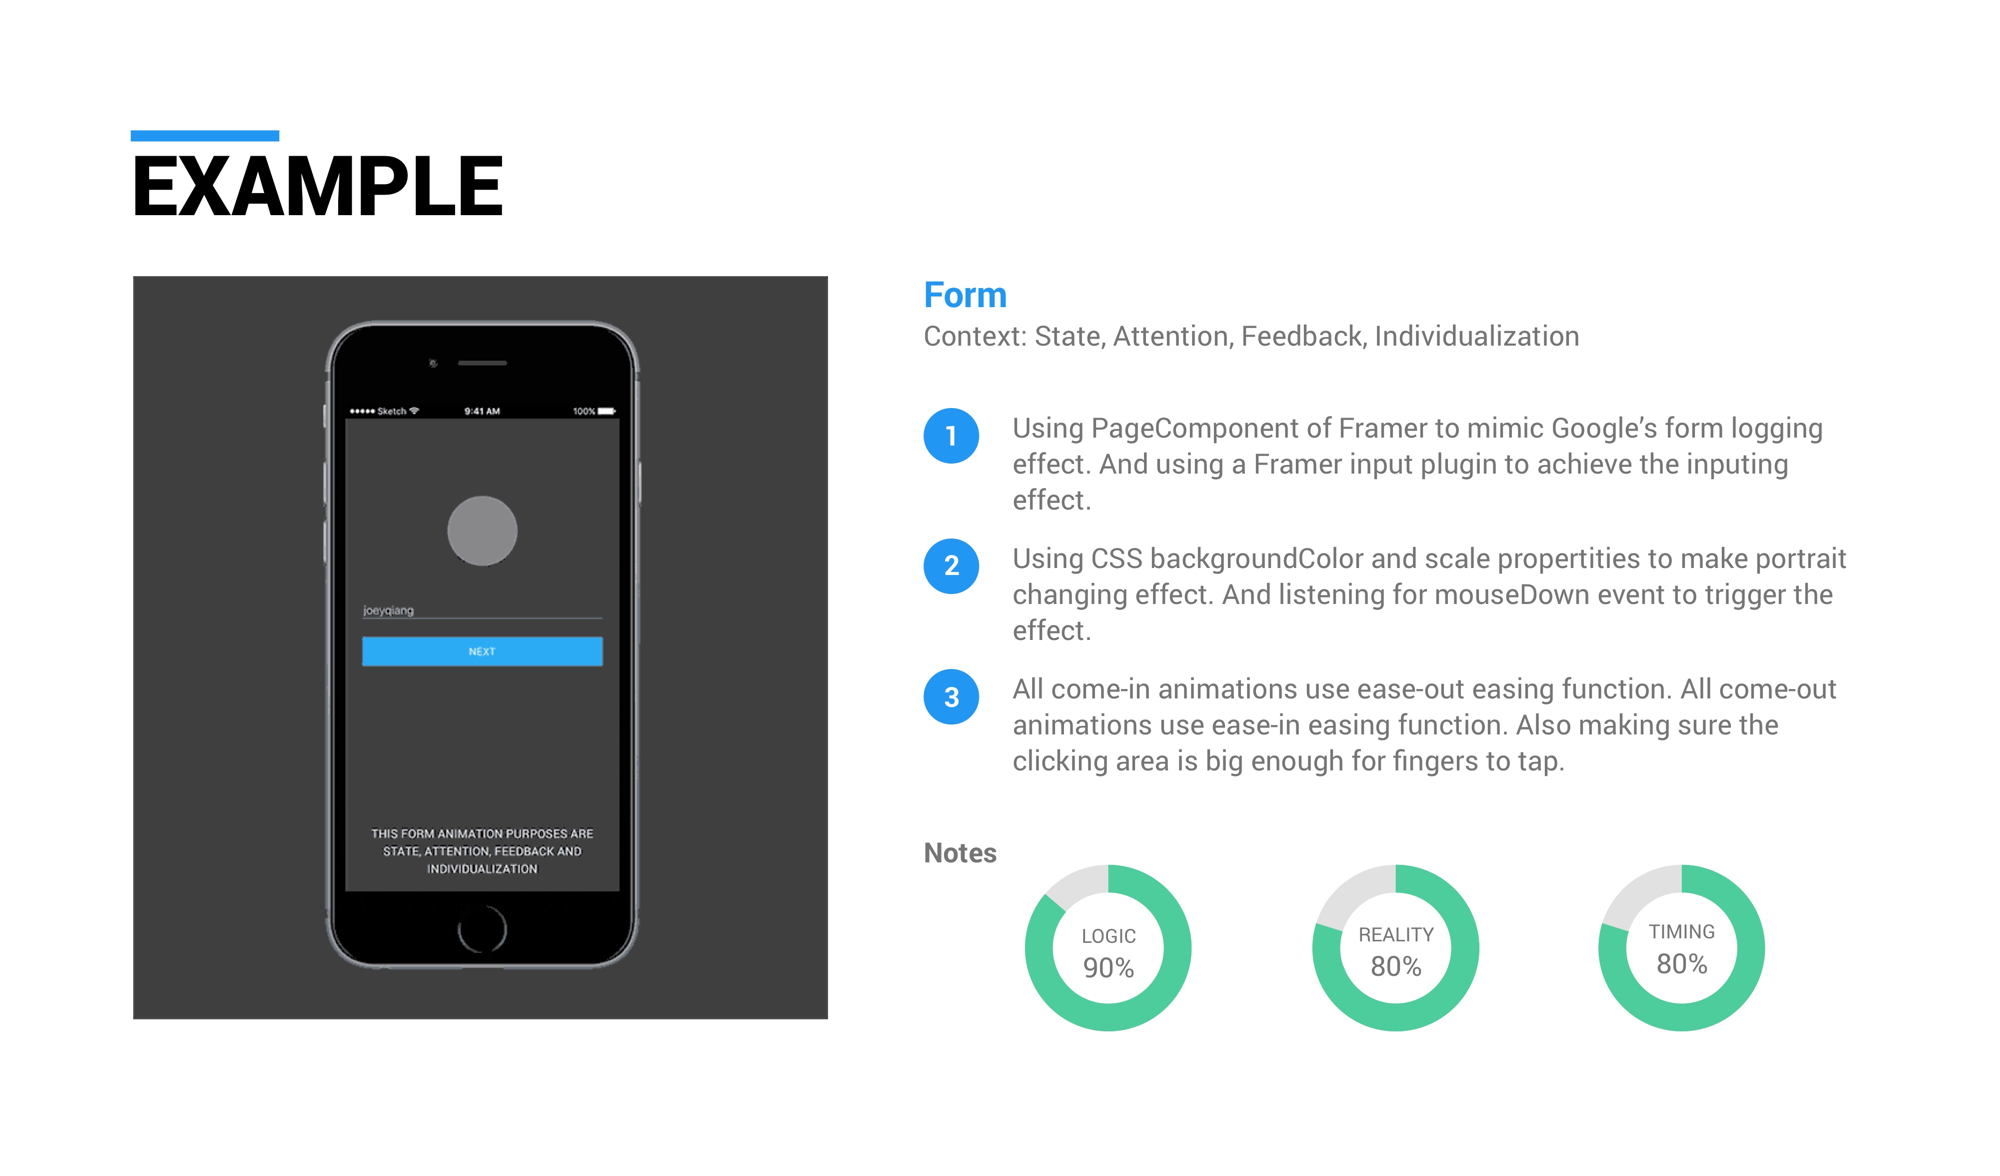 EXAMPLE
Sketch
9:41 AM
100%
joeyqiang
NEXT
THIS FORM ANIMATION PURPOSES ARE
STATE, ATTENTION, FEEDBACK AND
INDIVIDUALIZATION
Form
Context: State, Attention, Feedback, Individualization
1
Using PageComponent of Framer to mimic Google’s form logging
effect. And using a Framer input plugin to achieve the inputing
effect.
2
Using CSS backgroundColor and scale propertities to make portrait
changing effect. And listening for mouseDown event to trigger the
effect.
3
All come-in animations use ease-out easing function. All come-out
animations use ease-in easing function. Also making sure the
clicking area is big enough for fingers to tap.
Notes
LOGIC
90%
REALITY
80%
TIMING
80%